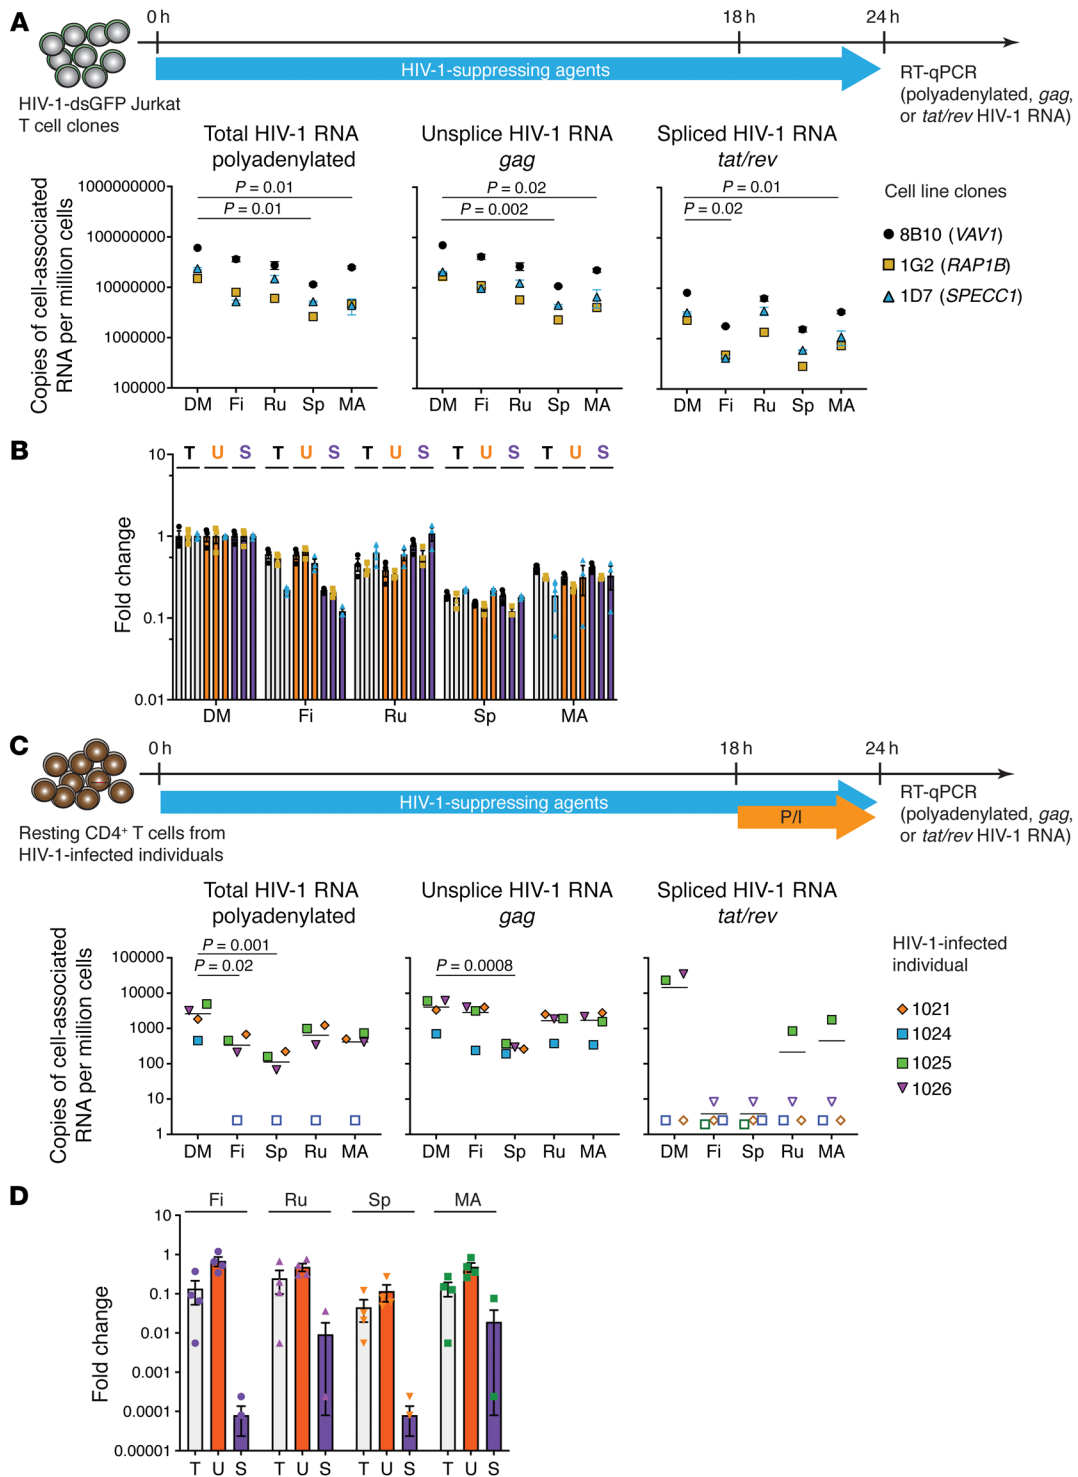 A
0 h
18 h
24 h
HIV-1-suppressing agents
HIV-1-dsGFP Jurkat
T cell clones
RT-qPCR
(polyadenylated, gag,
or tat/rev HIV-1 RNA)
Total HIV-1 RNA
polyadenylated
Unsplice HIV-1 RNA
gag
Spliced HIV-1 RNA
tat/rev
Copies of cell-associated
RNA per million cells
1000000000
100000000
10000000
1000000
100000
P = 0.01
P = 0.01
P = 0.02
P = 0.002
P = 0.01
P = 0.02
DM Fi Ru Sp MA
DM Fi Ru Sp MA
DM Fi Ru Sp MA
Cell line clones
8B10 (VAV1)
1G2 (RAP1B)
1D7 (SPECC1)
B
T U S T U S T U S T U S T U S
Fold change
10
1
0.1
0.01
DM Fi Ru Sp MA
C
0 h
18 h
24 h
HIV-1-suppressing agents
P/I
Resting CD4+ T cells from
HIV-1-infected individuals
RT-qPCR
(polyadenylated, gag,
or tat/rev HIV-1 RNA)
Total HIV-1 RNA
polyadenylated
Unsplice HIV-1 RNA
gag
Spliced HIV-1 RNA
tat/rev
Copies of cell-associated
RNA per million cells
100000
10000
1000
100
10
1
P = 0.001
P = 0.02
P = 0.0008
DM Fi Sp Ru MA
DM Fi Sp Ru MA
DM Fi Sp Ru MA
HIV-1-infected
individual
1021
1024
1025
1026
D
Fi Ru Sp MA
Fold change
10
1
0.1
0.01
0.001
0.0001
0.00001
T U S T U S T U S T U S